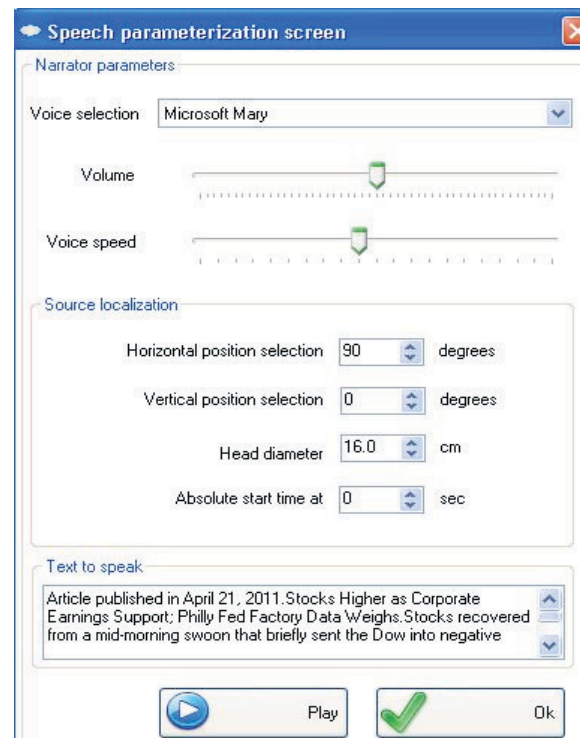 Speech parameterization screen
Narrator parameters
Voice selection Microsoft Mary
Volume
Voice speed
Source localization
Horizontal position selection 90 degrees
Vertical position selection 0 degrees
Head diameter 16.0 cm
Absolute start time at 0 sec
Text to speak
Article published in April 21, 2011.Stocks Higher as Corporate
Earnings Support; Philly Fed Factory Data Weighs.Stocks recovered
from a mid-morning swoon that briefly sent the Dow into negative
Play Ok